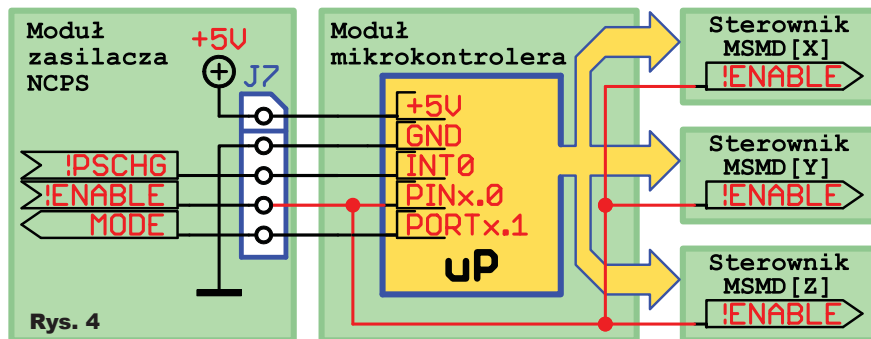 Moduł
zasilacza
NCPS
+5V
J7
!PSCHG
!ENABLE
MODE
Rys. 4
Moduł
mikrokontrolera
+5V
GND
INT0
PINx.0
PORTx.1
uP
Sterownik
MSMD[X]
!ENABLE
Sterownik
MSMD[Y]
!ENABLE
Sterownik
MSMD[Z]
!ENABLE